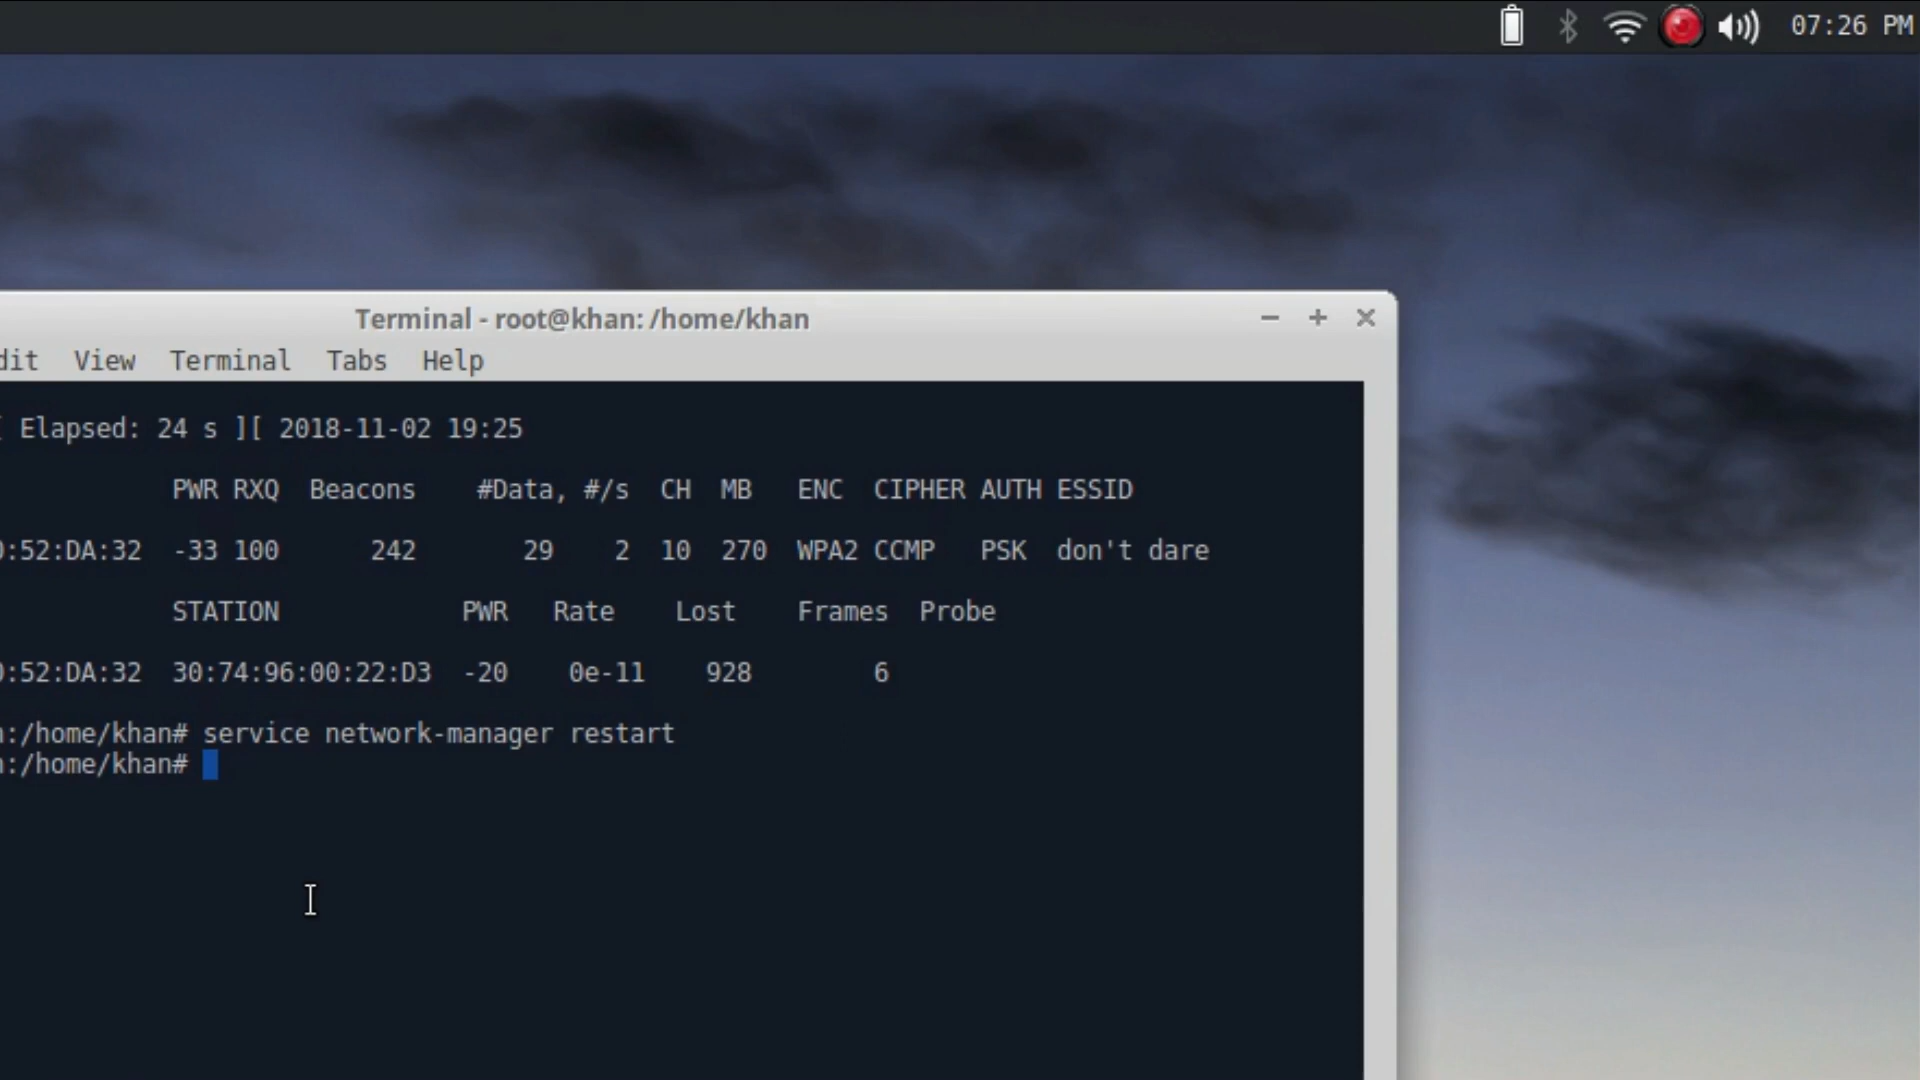 07:26 PM
Terminal - root@khan: /home/khan
View Terminal Tabs Help
Elapsed: 24 s ][ 2018-11-02 19:25
PWR RXQ Beacons #Data, #/s CH MB ENC CIPHER AUTH ESSID
:52:DA:32 -33 100 242 29 2 10 270 WPA2 CCMP PSK don't dare
STATION PWR Rate Lost Frames Probe
:52:DA:32 30:74:96:00:22:D3 -20 0e-11 928 6
:/home/khan# service network-manager restart
:/home/khan#